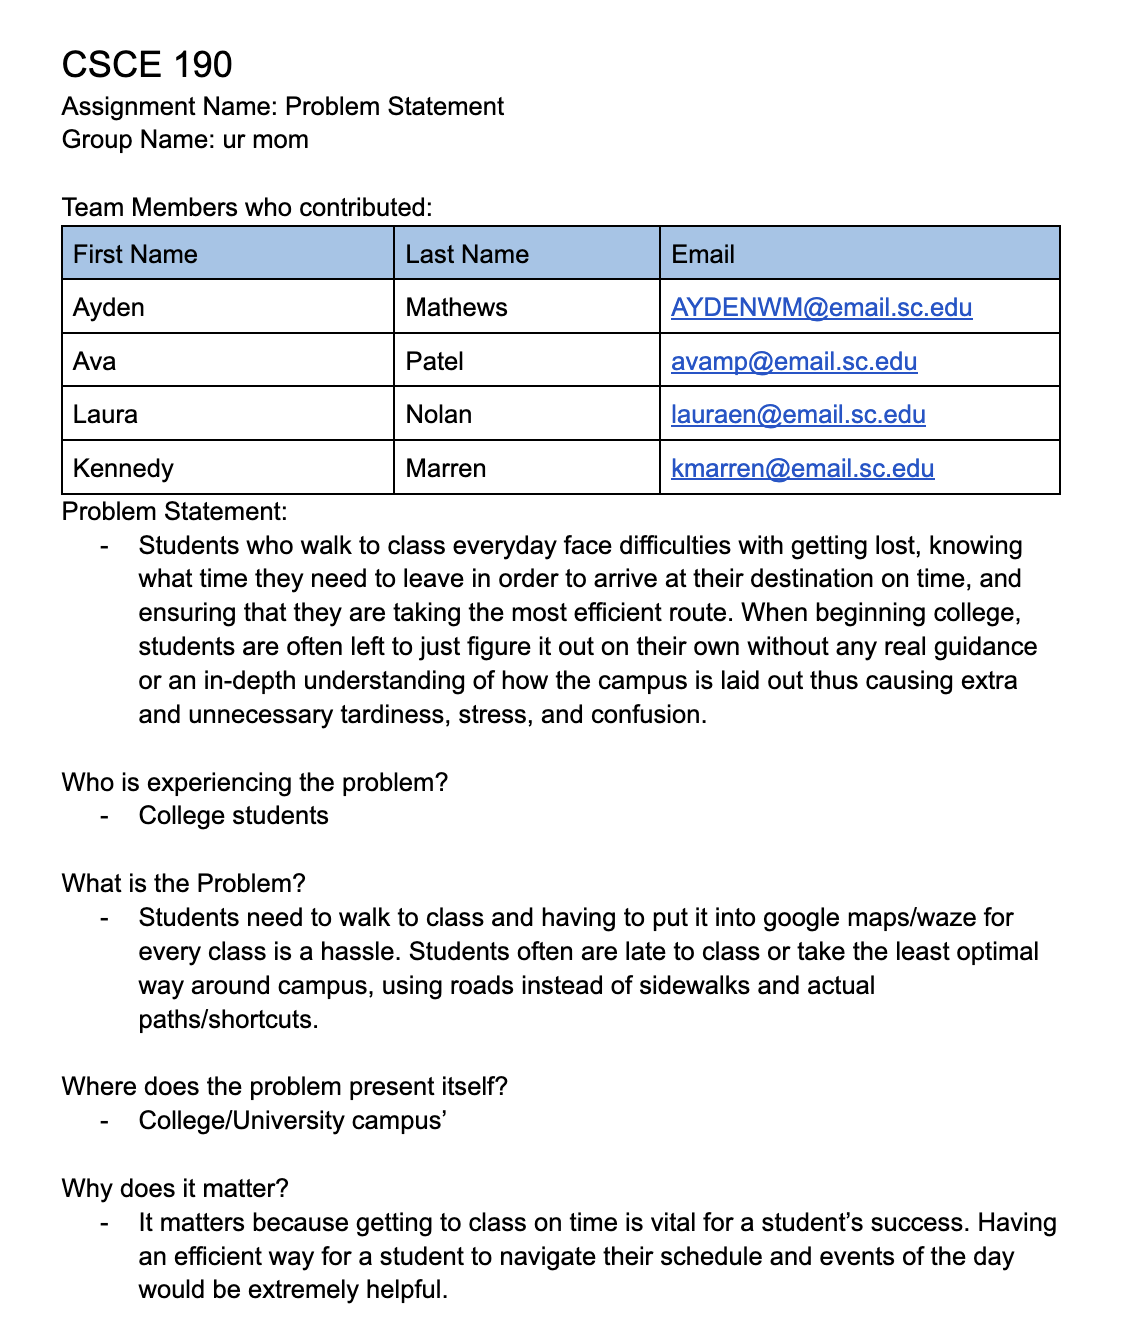 CSCE 190
Assignment Name: Problem Statement
Group Name: ur mom
Team Members who contributed:
First Name Last Name Email
Ayden Mathews AYDENWM@email.sc.edu
Ava Patel avamp@email.sc.edu
Laura Nolan lauraen@email.sc.edu
Kennedy Marren kmarren@email.sc.edu
Problem Statement:
- Students who walk to class everyday face difficulties with getting lost, knowing
what time they need to leave in order to arrive at their destination on time, and
ensuring that they are taking the most efficient route. When beginning college,
students are often left to just figure it out on their own without any real guidance
or an in-depth understanding of how the campus is laid out thus causing extra
and unnecessary tardiness, stress, and confusion.
Who is experiencing the problem?
- College students
What is the Problem?
- Students need to walk to class and having to put it into google maps/waze for
every class is a hassle. Students often are late to class or take the least optimal
way around campus, using roads instead of sidewalks and actual
paths/shortcuts.
Where does the problem present itself?
- College/University campus’
Why does it matter?
- It matters because getting to class on time is vital for a student’s success. Having
an efficient way for a student to navigate their schedule and events of the day
would be extremely helpful.